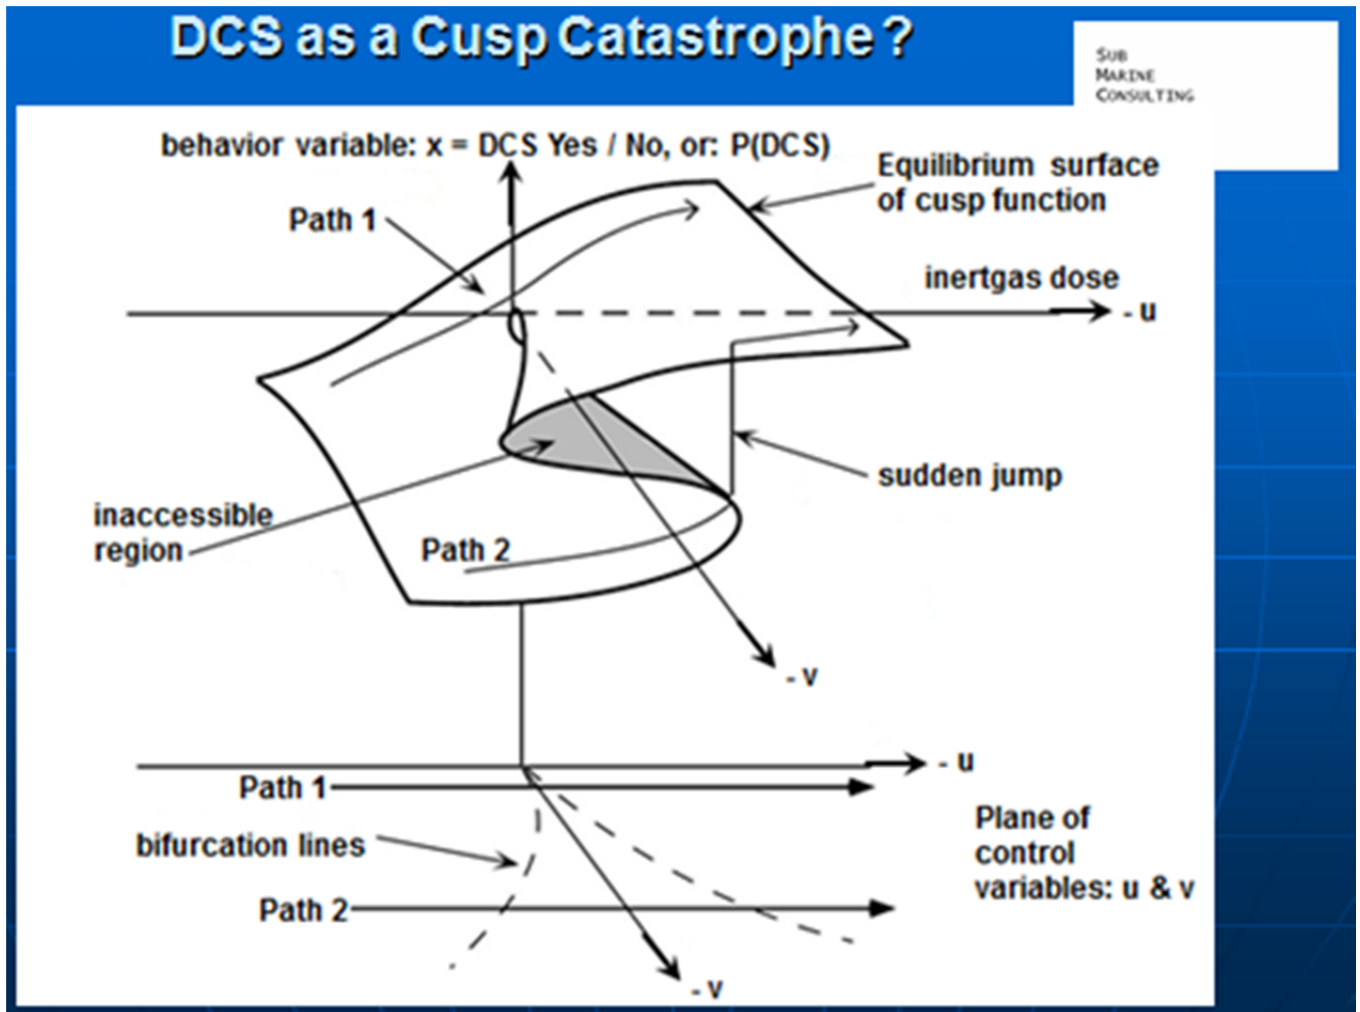 DCS as a Cusp Catastrophe ?
SUB
MARINE
CONSULTING
behavior variable: x = DCS Yes / No, or: P(DCS)
Equilibrium surface
of cusp function
Path 1
inertgas dose
- u
sudden jump
inaccessible
region
Path 2
- v
- u
Path 1
Plane of
control
variables: u & v
bifurcation lines
Path 2
- v